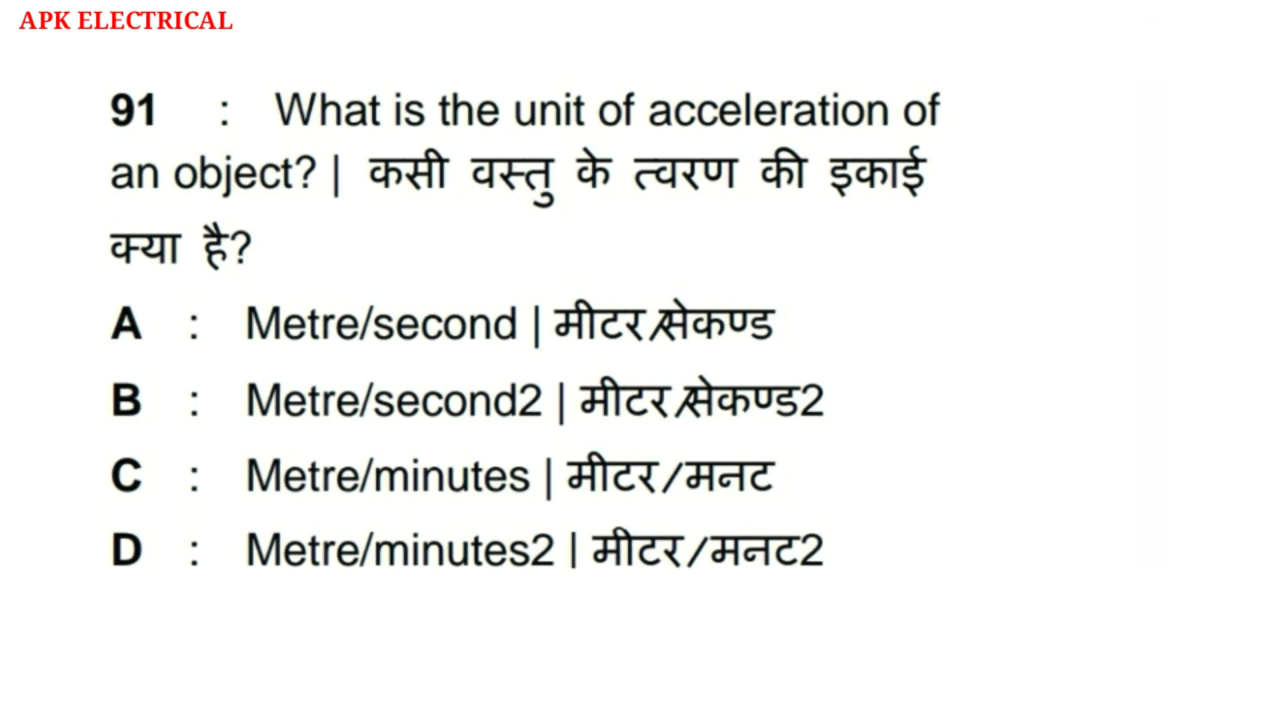 APK ELECTRICAL
91 : What is the unit of acceleration of
an object? | कसी वस्तु के त्वरण की इकाई
क्या है?
A : Metre/second | मीटर/सेकण्ड
B : Metre/second2 | मीटर/सेकण्ड2
C : Metre/minutes | मीटर/मनट
D : Metre/minutes2 | मीटर/मनट2